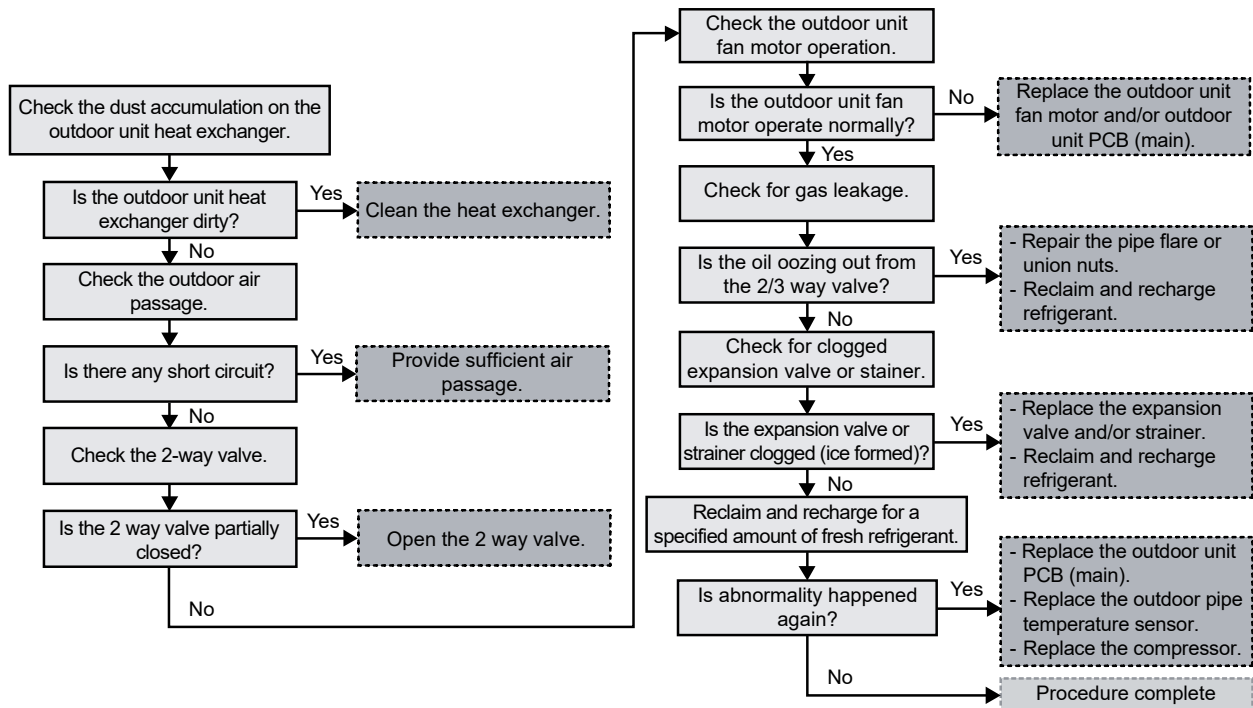 Check the dust accumulation on the
outdoor unit heat exchanger.
Is the outdoor unit heat
exchanger dirty?
Yes
Clean the heat exchanger.
No
Check the outdoor air
passage.
Is there any short circuit?
Yes
Provide sufficient air
passage.
No
Check the 2-way valve.
Is the 2 way valve partially
closed?
Yes
Open the 2 way valve.
No
Check the outdoor unit
fan motor operation.
Is the outdoor unit fan
motor operate normally?
No
Replace the outdoor unit
fan motor and/or outdoor
unit PCB (main).
Yes
Check for gas leakage.
Is the oil oozing out from
the 2/3 way valve?
Yes
- Repair the pipe flare or
union nuts.
- Reclaim and recharge
refrigerant.
No
Check for clogged
expansion valve or stainer.
Is the expansion valve or
strainer clogged (ice formed)?
Yes
- Replace the expansion
valve and/or strainer.
- Reclaim and recharge
refrigerant.
No
Reclaim and recharge for a
specified amount of fresh refrigerant.
Is abnormality happened
again?
Yes
- Replace the outdoor unit
PCB (main).
- Replace the outdoor pipe
temperature sensor.
- Replace the compressor.
No
Procedure complete